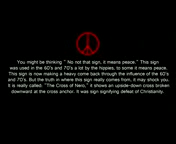 You might be thinking " No not that sign, it means peace." This sign
was used in the 60's and 70's a lot by the hippies, to some it means peace.
This sign is now making a heavy come back through the influence of the 60's
and 70's. But the truth in where this sign really comes from, it may shock you.
It is really called: "The Cross of Nero," it shows an upside-down cross broken
downward at the cross anchor. It was sign signifying defeat of Christianity.